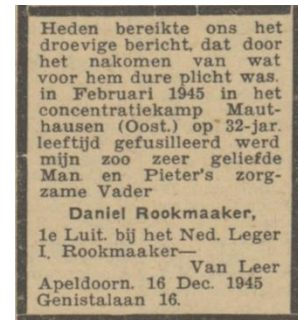 Heden bereikte ons het
droevige bericht, dat door
het nakomen van wat
voor hem dure plicht was.
in Februari 1945 in het
concentratiekamp Maut-
hausen (Oost.) op 32-jar.
leeftijd gefusilleerd werd
mijn zoo zeer geliefde
Man en Pieter's zorg-
zame Vader
Daniel Rookmaaker,
1e Luit. bij het Ned. Leger
I. Rookmaaker—
Van Leer
Apeldoorn. 16 Dec. 1945
Genistalaan 16.